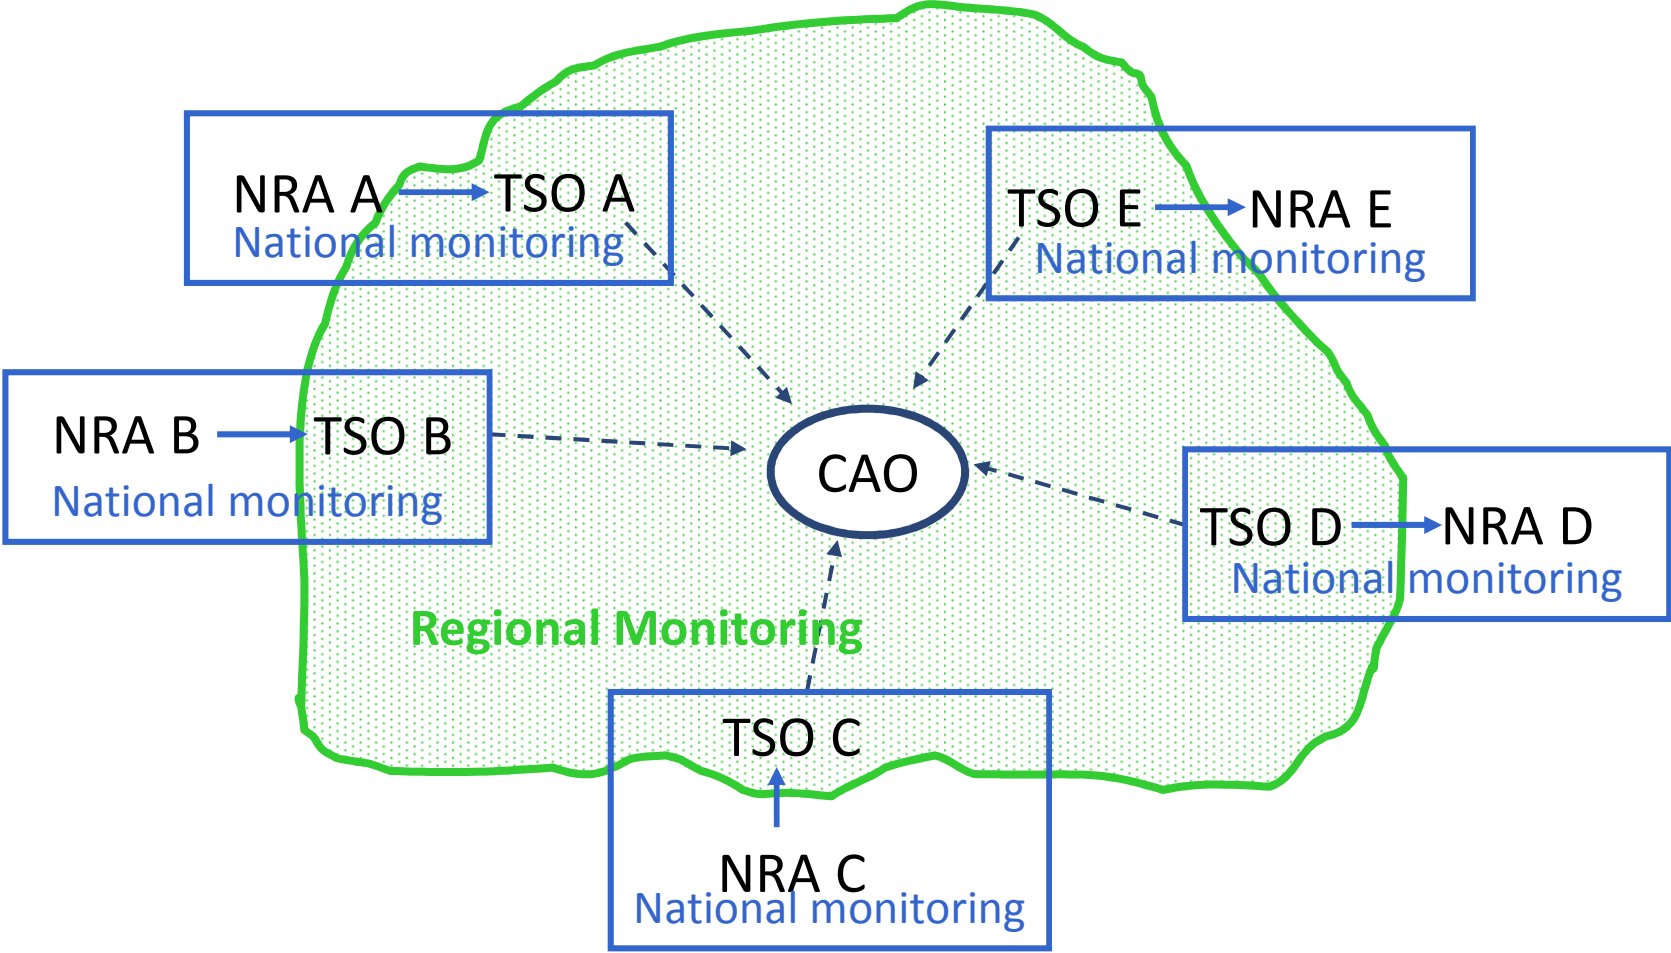 NRA A TSO A
National monitoring
TSO E NRA E
National monitoring
NRA B TSO B
National monitoring
CAO
TSO D NRA D
National monitoring
Regional Monitoring
TSO C
NRA C
National monitoring